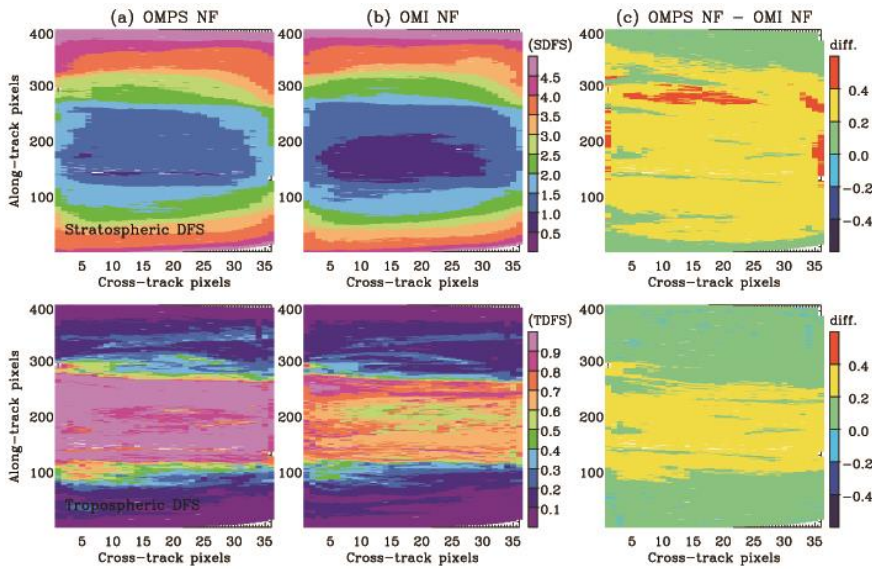 (a) OMPS NF
(b) OMI NF
(c) OMPS NF − OMI NF
Along-track pixels
400
300
200
100
Stratospheric DFS
5 10 15 20 25 30 35
Cross-track pixels
5 10 15 20 25 30 35
Cross-track pixels
(SDFS)
4.5
4.0
3.5
3.0
2.5
2.0
1.5
1.0
0.5
400
300
200
100
5 10 15 20 25 30 35
Cross-track pixels
diff.
0.4
0.2
0.0
−0.2
−0.4
Along-track pixels
400
300
200
100
Tropospheric DFS
5 10 15 20 25 30 35
Cross-track pixels
5 10 15 20 25 30 35
Cross-track pixels
(TDFS)
0.9
0.8
0.7
0.6
0.5
0.4
0.3
0.2
0.1
400
300
200
100
5 10 15 20 25 30 35
Cross-track pixels
diff.
0.4
0.2
0.0
−0.2
−0.4